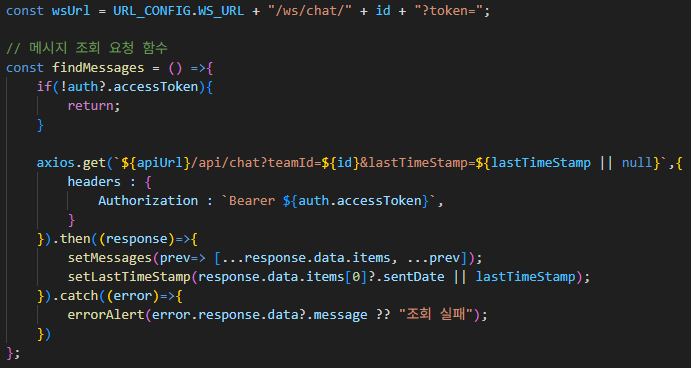 const wsUrl = URL_CONFIG.WS_URL + "/ws/chat/" + id + "?token=";
// 메시지 조회 요청 함수
const findMessages = () =>{
if(!auth?.accessToken){
return;
}
axios.get(`${apiUrl}/api/chat?teamId=${id}&lastTimeStamp=${lastTimeStamp || null}`,{
headers : {
Authorization : `Bearer ${auth.accessToken}`,
}
}).then((response)=>{
setMessages(prev=> [...response.data.items, ...prev]);
setLastTimeStamp(response.data.items[0]?.sentDate || lastTimeStamp);
}).catch((error)=>{
errorAlert(error.response.data?.message ?? "조회 실패");
})
};